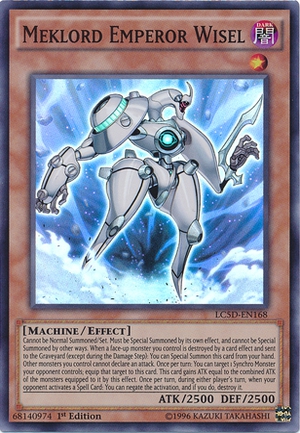 MEKLORD EMPEROR WISEL
DARK
闇
LC5D-EN168
[MACHINE / EFFECT]
Cannot be Normal Summoned/Set. Must be Special Summoned by its own effect, and cannot be Special
Summoned by other ways. When a face-up monster you control is destroyed by a card effect and sent
to the Graveyard (except during the Damage Step): You can Special Summon this card from your hand.
Other monsters you control cannot declare an attack. Once per turn: You can target 1 Synchro Monster
your opponent controls; equip that target to this card. This card gains ATK equal to the combined ATK
of the monsters equipped to it by this effect. Once per turn, during either player's turn, when your
opponent activates a Spell Card: You can negate the activation, and if you do, destroy it.
ATK/2500 DEF/2500
68140974 1st Edition ©1996 KAZUKI TAKAHASHI